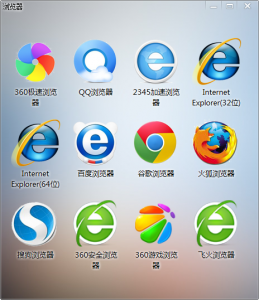 浏览器
360极速浏览
器
QQ浏览器
2345加速浏览
器
Internet
Explorer(32位)
Internet
Explorer(64位)
百度浏览器
谷歌浏览器
火狐浏览器
搜狗浏览器
360安全浏览
器
360游戏浏览
器
飞火浏览器